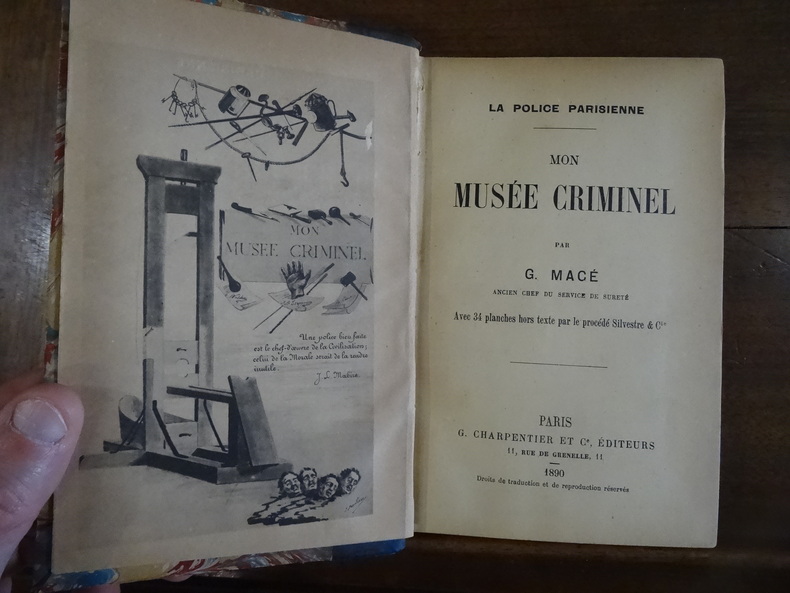 MON
MUSÉE CRIMINEL
Une police bien faite
est le chef-d'œuvre de la Civilisation;
celui de la Morale serait de la rendre
inutile.
J. L.
LA POLICE PARISIENNE
MON
MUSÉE CRIMINEL
PAR
G. MACÉ
ANCIEN CHEF DU SERVICE DE SURETÉ
Avec 34 planches hors texte par le procédé Silvestre & Cie
PARIS
G. CHARPENTIER ET Cie, ÉDITEURS
11, RUE DE GRENELLE, 11
1890
Droits de traduction et de reproduction réservés